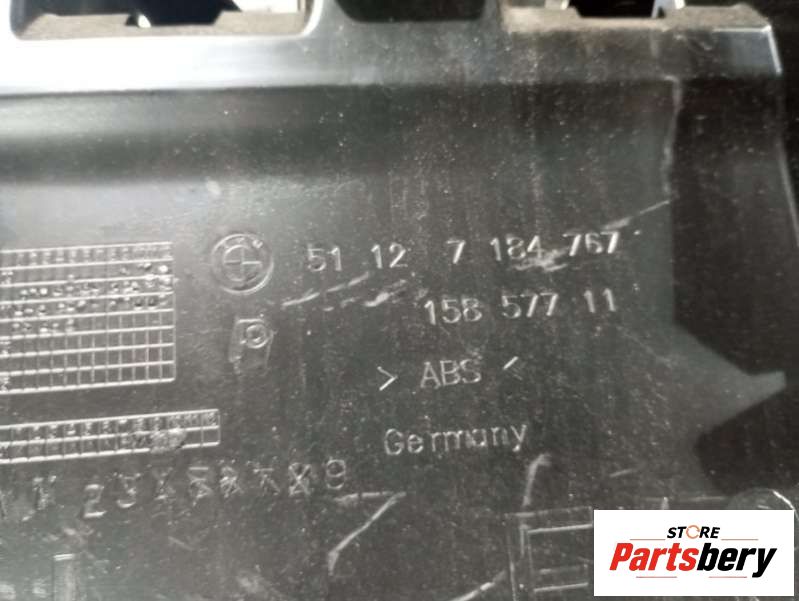 51 12 7 184 767
158 577 11
> ABS <
Germany
STORE
Partsbery